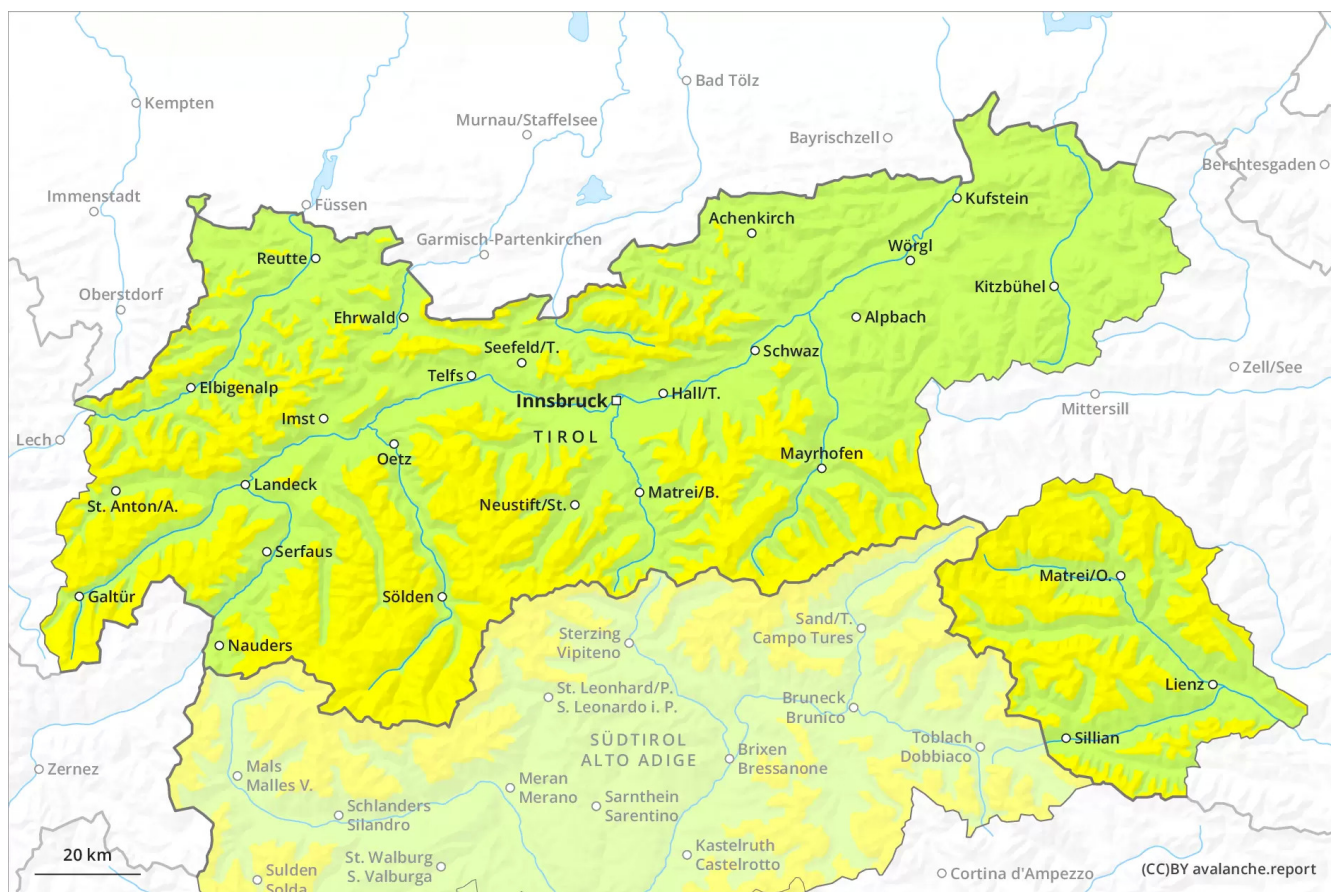 Kempten
Bad Tölz
Murnau/Staffelsee
Bayrischzell
Berchtesgaden
Immenstadt
Füssen
Kufstein
Achenkirch
Garmisch-Partenkirchen
Wörgl
Reutte
Kitzbühel
Oberstdorf
Ehrwald
Alpbach
Seefeld/T.
Schwaz
Telfs
Zell/See
Elbigenalp
Innsbruck
Hall/T.
Mittersill
Imst
Lech
TIROL
Oetz
Mayrhofen
Landeck
St. Anton/A.
Neustift/St.
Matrei/B.
Serfaus
Matrei/O.
Galtür
Sölden
Sand/T.
Campo Tures
Sterzing
Vipiteno
Nauders
Lienz
St. Leonhard/P.
S. Leonardo i. P.
Bruneck
Brunico
SÜDTIROL
ALTO ADIGE
Toblach
Dobbiaco
Sillian
Brixen
Bressanone
Zernez
Mals
Malles V.
Meran
Merano
Sarnthein
Sarentino
Schlanders
Silandro
Kastelruth
Castelrotto
20 km
St. Walburg
S. Valburga
Sulden
Solda
Cortina d'Ampezzo
(CC)BY avalanche.report